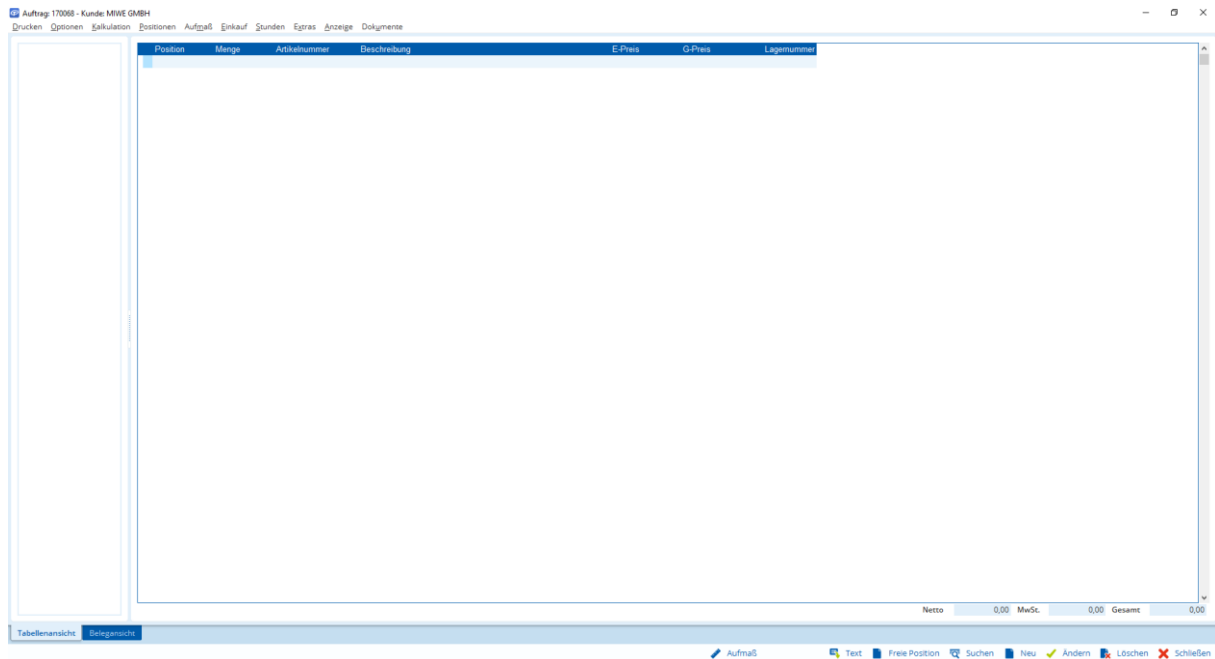 Auftrag: 170068 - Kunde: MIWE GMBH
Drucken Optionen Kalkulation Positionen Aufmaß Einkauf Stunden Extras Anzeige Dokumente
Position Menge Artikelnummer Beschreibung E-Preis G-Preis Lagernummer
Netto 0,00 MwSt. 0,00 Gesamt 0,00
Tabellenansicht Belegansicht
Aufmaß Text Freie Position Suchen Neu Ändern Löschen Schließen